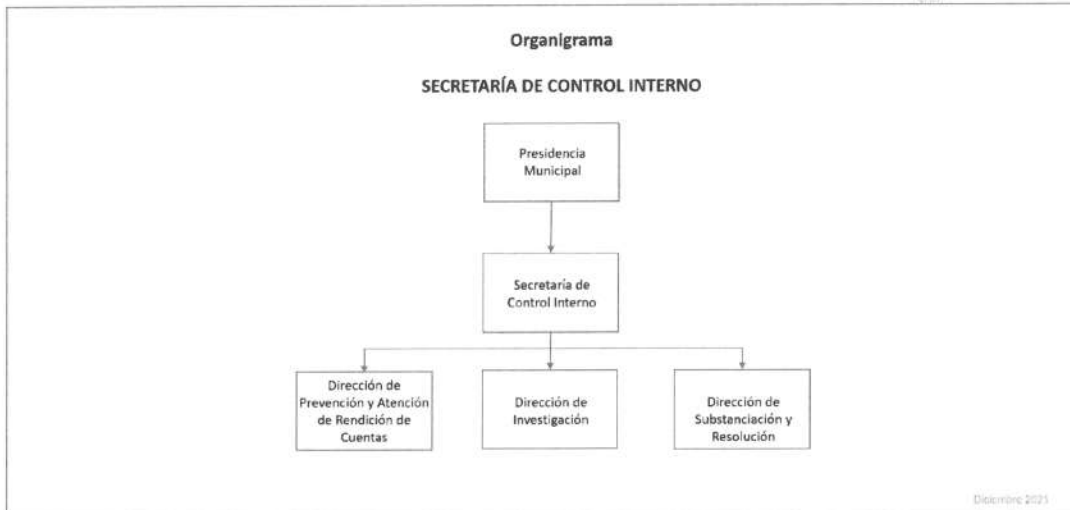 Organigrama
SECRETARÍA DE CONTROL INTERNO
Presidencia
Municipal
Secretaría de
Control Interno
Dirección de
Prevención y Atención
de Rendición de
Cuentas
Dirección de
Investigación
Dirección de
Substanciación y
Resolución
Diciembre 2021